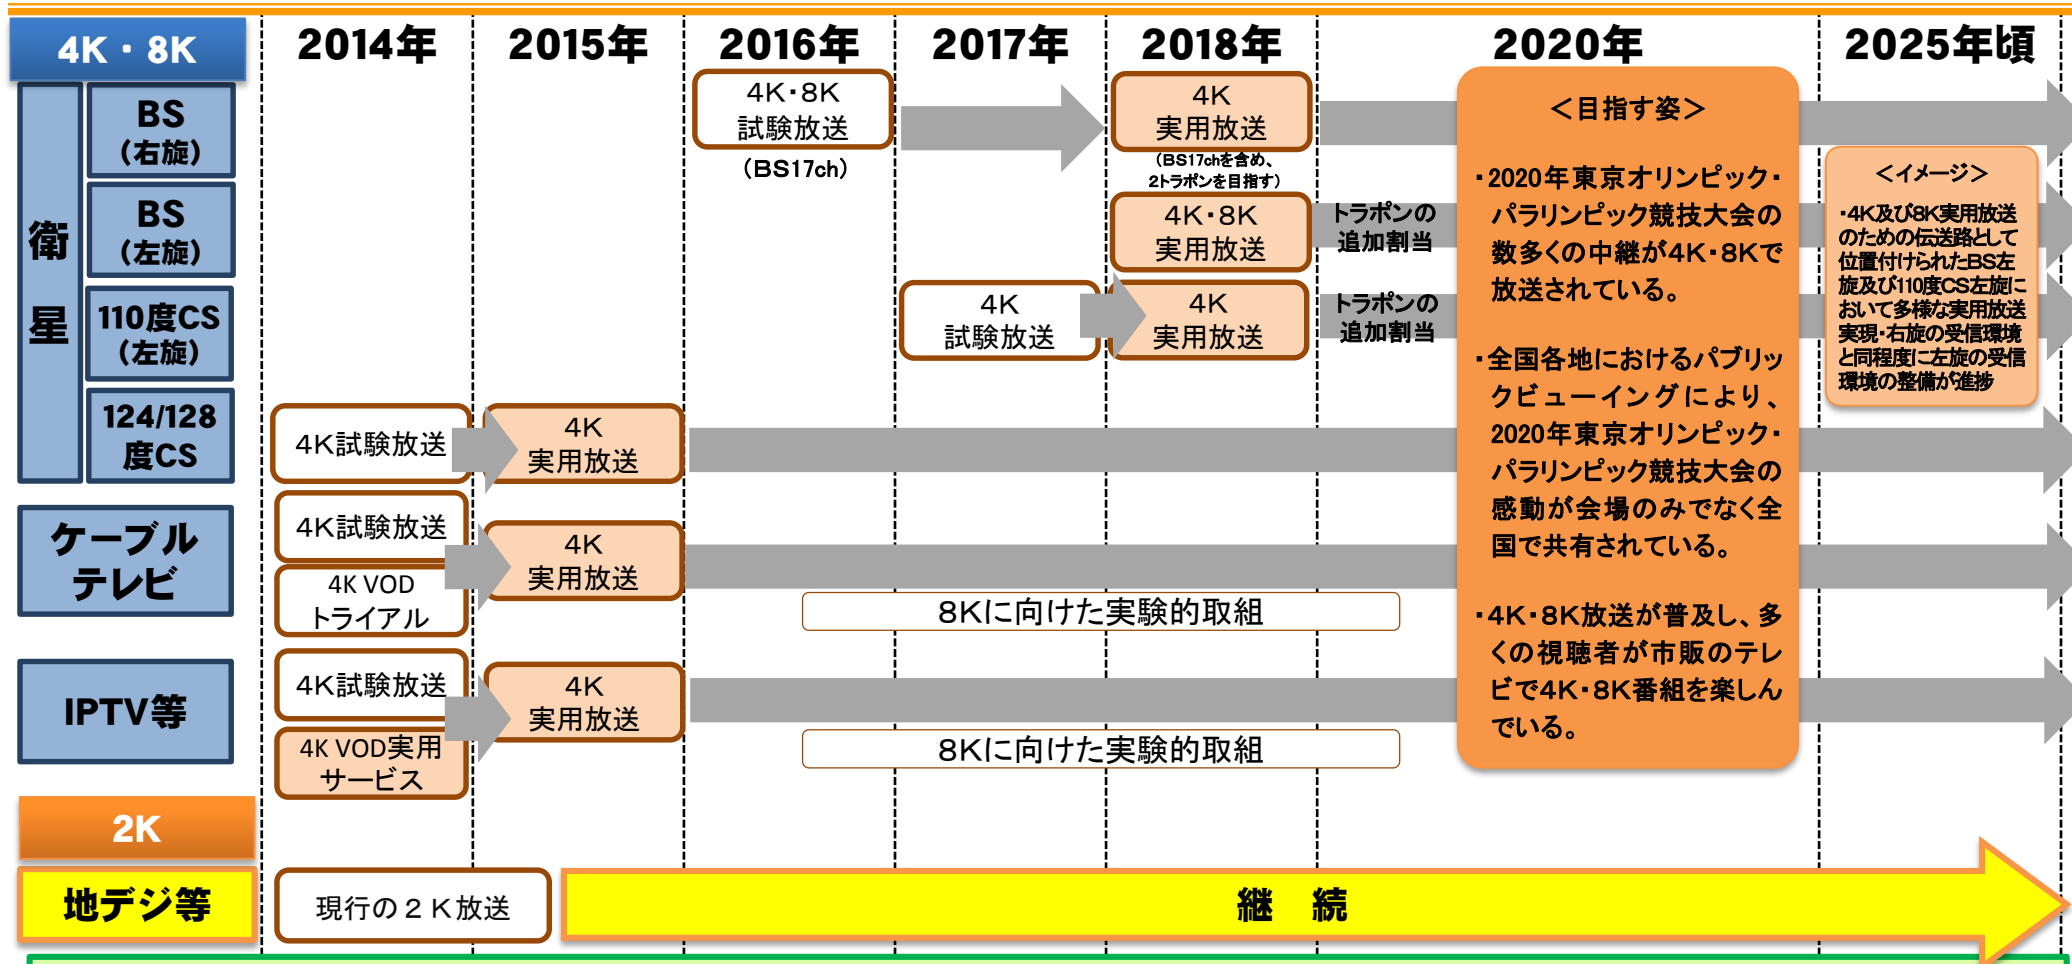 4K・8K
2014年
2015年
2016年
2017年
2018年
2020年
2025年頃
衛星
BS
(右旋)
4K・8K
試験放送
(BS17ch)
4K
実用放送
(BS17chを含め、
2トラポンを目指す)
BS
(左旋)
4K・8K
実用放送
トラポンの
追加割当
110度CS
(左旋)
4K
試験放送
4K
実用放送
トラポンの
追加割当
124/128
度CS
4K試験放送
4K
実用放送
ケーブル
テレビ
4K試験放送
4K VOD
トライアル
4K
実用放送
8Kに向けた実験的取組
IPTV等
4K試験放送
4K VOD実用
サービス
4K
実用放送
8Kに向けた実験的取組
＜目指す姿＞
・2020年東京オリンピック・
パラリンピック競技大会の
数多くの中継が4K・8Kで
放送されている。
・全国各地におけるパブリッ
クビューイングにより、
2020年東京オリンピック・
パラリンピック競技大会の
感動が会場のみでなく全
国で共有されている。
・4K・8K放送が普及し、多
くの視聴者が市販のテレ
ビで4K・8K番組を楽しん
でいる。
＜イメージ＞
・4K及び8K実用放送
のための伝送路として
位置付けられたBS左
旋及び110度CS左旋に
おいて多様な実用放送
実現・右旋の受信環境
と同程度に左旋の受信
環境の整備が進捗
2K
地デジ等
現行の２Ｋ放送
継　続